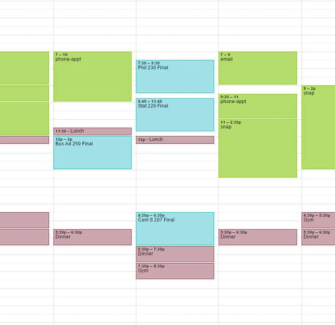 7 – 10
phone-appt
11:30 - Lunch
12p – 2p
Bus Ad 250 Final
5:30p – 6:30p
Dinner
7:30 – 9:30
Phil 230 Final
9:45 – 11:45
Stat 226 Final
12p - Lunch
4:30p – 6:30p
Com S 207 Final
6:30p – 7:30p
Dinner
7:30p – 8:30p
Gym
7 – 9
email
9:30 – 11
phone-appt
11 – 2:30p
snap
5:30p – 6:30p
Dinner
9 – 2p
snap
4:30p – 5:30p
Gym
5:30p – 6:30p
Dinner